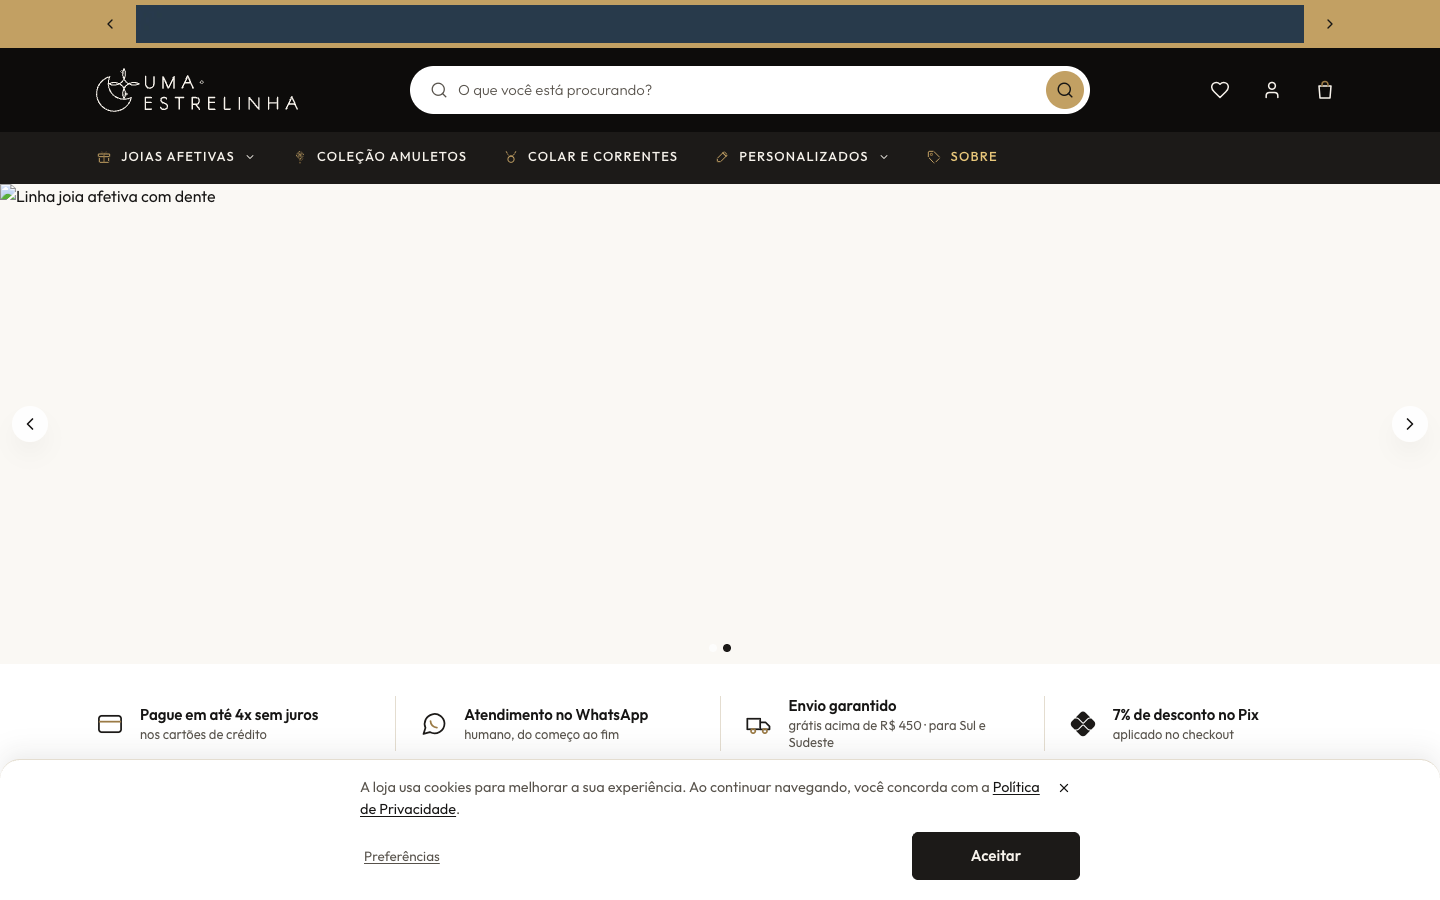 UMA
ESTRELINHA
O que você está procurando?
JOIAS AFETIVAS
COLEÇÃO AMULETOS
COLAR E CORRENTES
PERSONALIZADOS
SOBRE
Linha joia afetiva com dente
Pague em até 4x sem juros
nos cartões de crédito
Atendimento no WhatsApp
humano, do começo ao fim
Envio garantido
grátis acima de R$ 450 · para Sul e
Sudeste
7% de desconto no Pix
aplicado no checkout
A loja usa cookies para melhorar a sua experiência. Ao continuar navegando, você concorda com a Política
de Privacidade.
Preferências
Aceitar